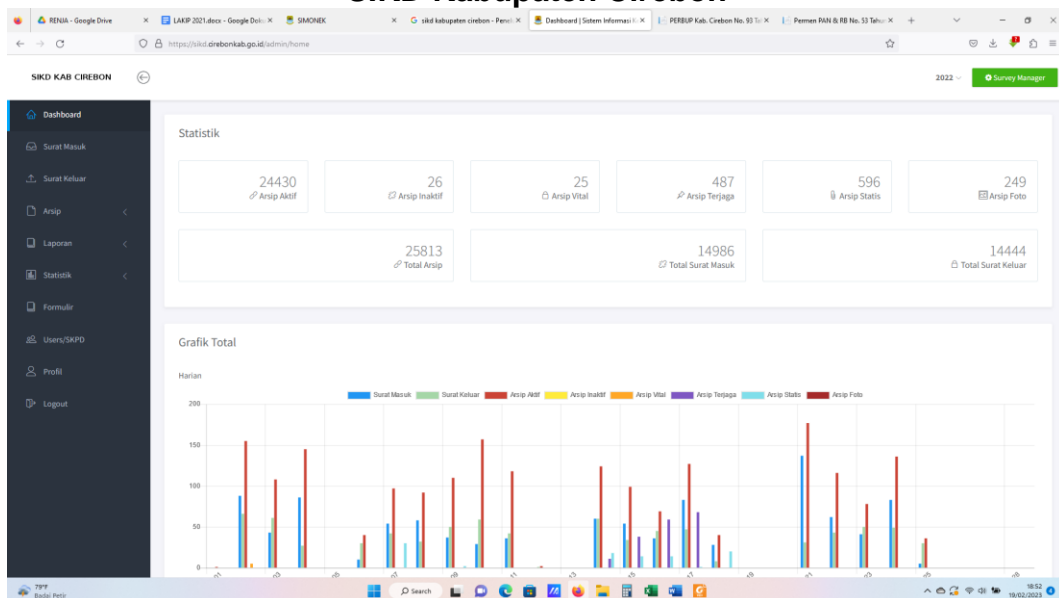 SIKD Kabupaten Cirebon
RENJA - Google Drive
LAKIP 2021.docx - Google Doku
SIMONEK
sikd kabupaten cirebon - Penel
Dashboard | Sistem Informasi K
PERBUP Kab. Cirebon No. 93 Ta
Permen PAN & RB No. 53 Tahun
https://sikd.cirebonkab.go.id/admin/home
SIKD KAB CIREBON
2022
Survey Manager
Dashboard
Surat Masuk
Surat Keluar
Arsip
Laporan
Statistik
Formulir
Users/SKPD
Profil
Logout
Statistik
24430
Arsip Aktif
26
Arsip Inaktif
25
Arsip Vital
487
Arsip Terjaga
596
Arsip Statis
249
Arsip Foto
25813
Total Arsip
14986
Total Surat Masuk
14444
Total Surat Keluar
Grafik Total
Harian
Surat Masuk Surat Keluar Arsip Aktif Arsip Inaktif Arsip Vital Arsip Terjaga Arsip Statis Arsip Foto
200
150
100
50
0
79°F
Badai Petir
Search
18:52
19/02/2023